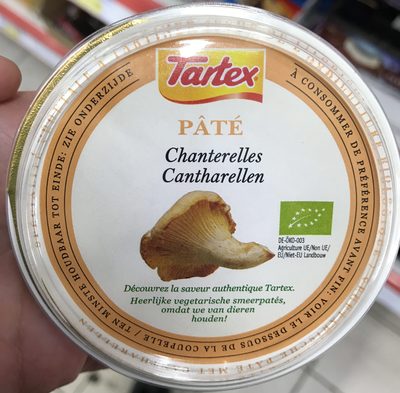 Tartex
PÂTÉ
Chanterelles
Cantharellen
DE-ÖKO-003
Agriculture UE/Non UE/
EU/Niet-EU Landbouw
Découvrez la saveur authentique Tartex.
Heerlijke vegetarische smeerpatés,
omdat we van dieren
houden!
À CONSOMMER DE PRÉFÉRENCE AVANT FIN: VOIR LE DESSOUS DE LA COUPELLE / TEN MINSTE HOUDBAAR TOT EINDE: ZIE ONDERZIJDE